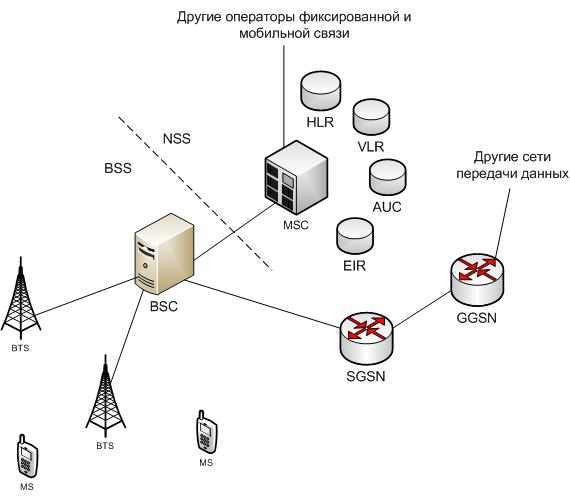 Другие операторы фиксированной и
мобильной связи
HLR
NSS
VLR
BSS
Другие сети
передачи данных
AUC
MSC
EIR
BSC
GGSN
BTS
SGSN
BTS
MS
MS